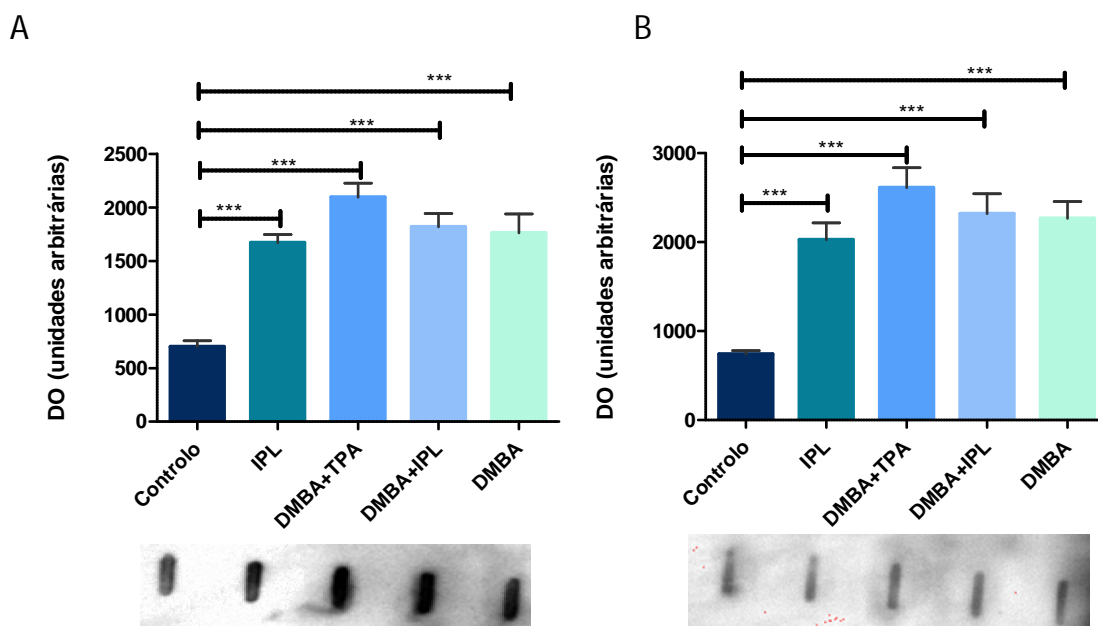 A
***
***
***
***
DO (unidades arbitrárias)
2500
2000
1500
1000
500
0
Controlo
IPL
DMBA+TPA
DMBA+IPL
DMBA
B
***
***
***
***
DO (unidades arbitrárias)
3000
2000
1000
0
Controlo
IPL
DMBA+TPA
DMBA+IPL
DMBA